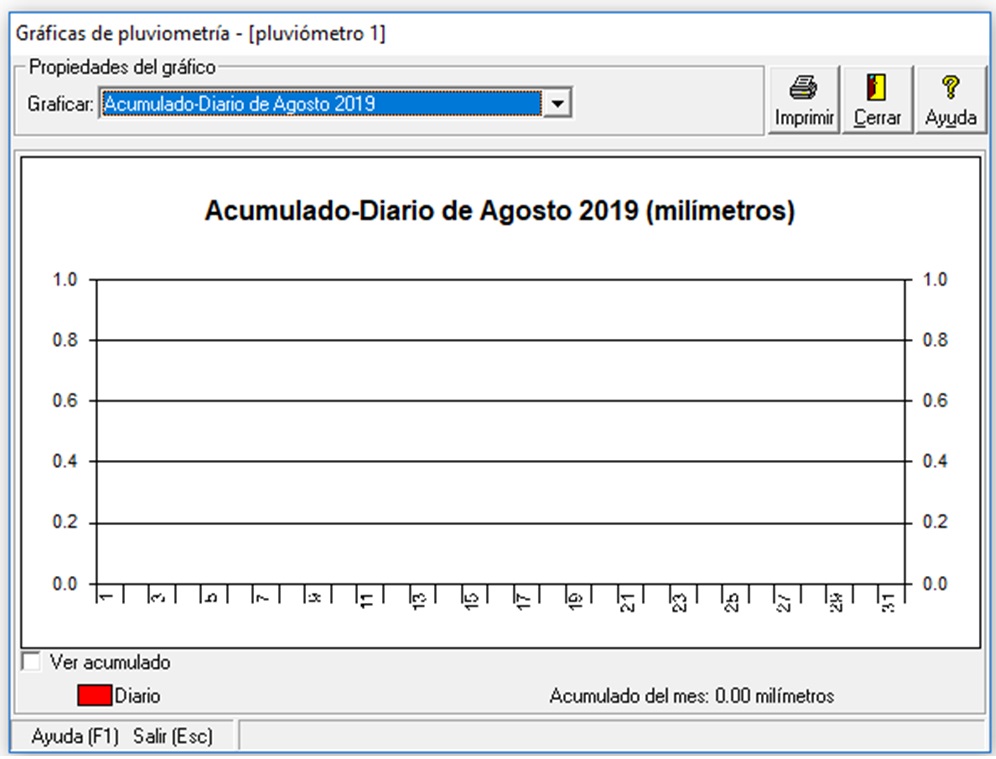 Gráficas de pluviometría - [pluviómetro 1]
Propiedades del gráfico
Graficar: Acumulado-Diario de Agosto 2019
Imprimir Cerrar Ayuda
Acumulado-Diario de Agosto 2019 (milímetros)
1.0 1.0
0.8 0.8
0.6 0.6
0.4 0.4
0.2 0.2
0.0 0.0
1 3 5 7 9 11 13 15 17 19 21 23 25 27 29 31
Ver acumulado
Diario Acumulado del mes: 0.00 milímetros
Ayuda (F1) Salir (Esc)